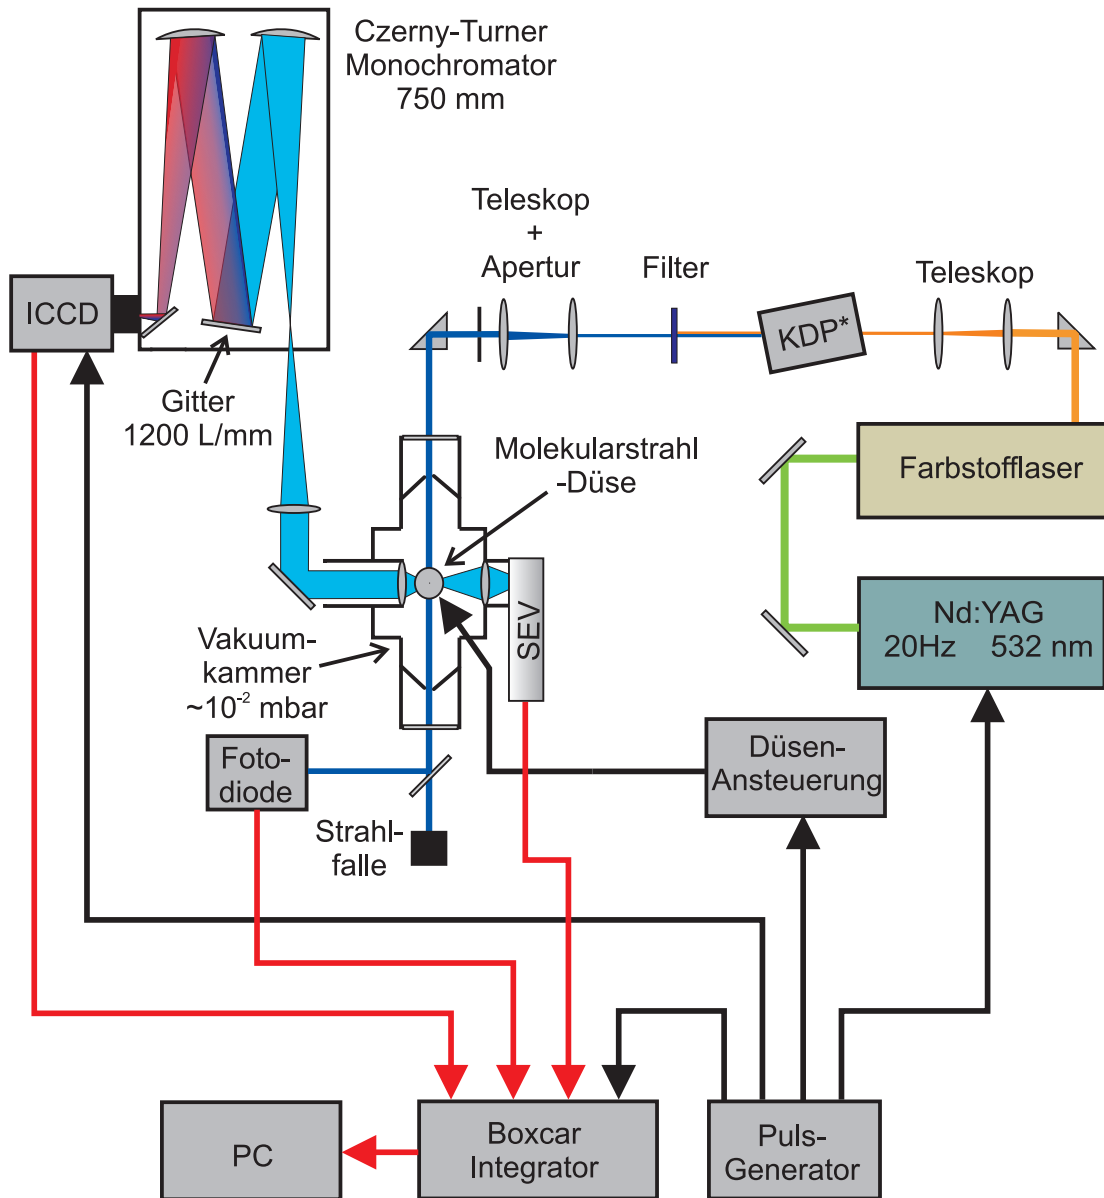 Czerny-Turner
Monochromator
750 mm
Teleskop
+
Apertur
Filter
Teleskop
ICCD
KDP*
Gitter
1200 L/mm
Molekularstrahl
-Düse
Farbstofflaser
Nd:YAG
20Hz 532 nm
SEV
Vakuum-
kammer
~10⁻² mbar
Düsen-
Ansteuerung
Foto-
diode
Strahl-
falle
PC
Boxcar
Integrator
Puls-
Generator